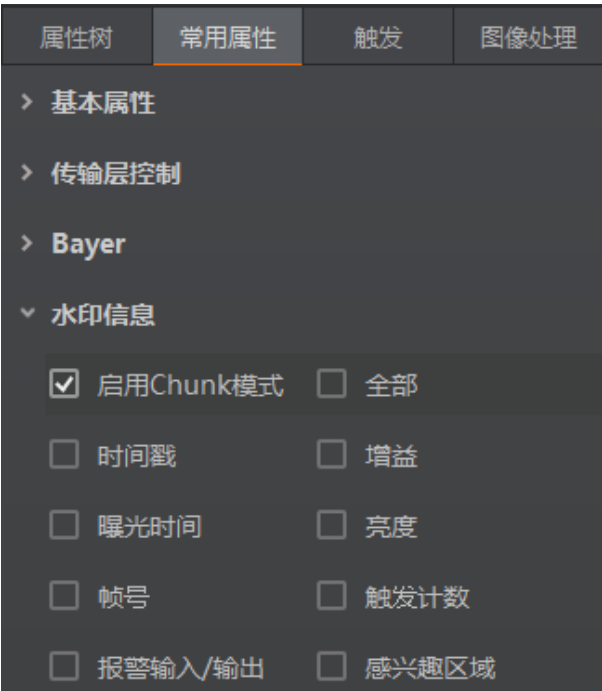 属性树 常用属性 触发 图像处理
基本属性
传输层控制
Bayer
水印信息
启用Chunk模式 全部
时间戳 增益
曝光时间 亮度
帧号 触发计数
报警输入/输出 感兴趣区域